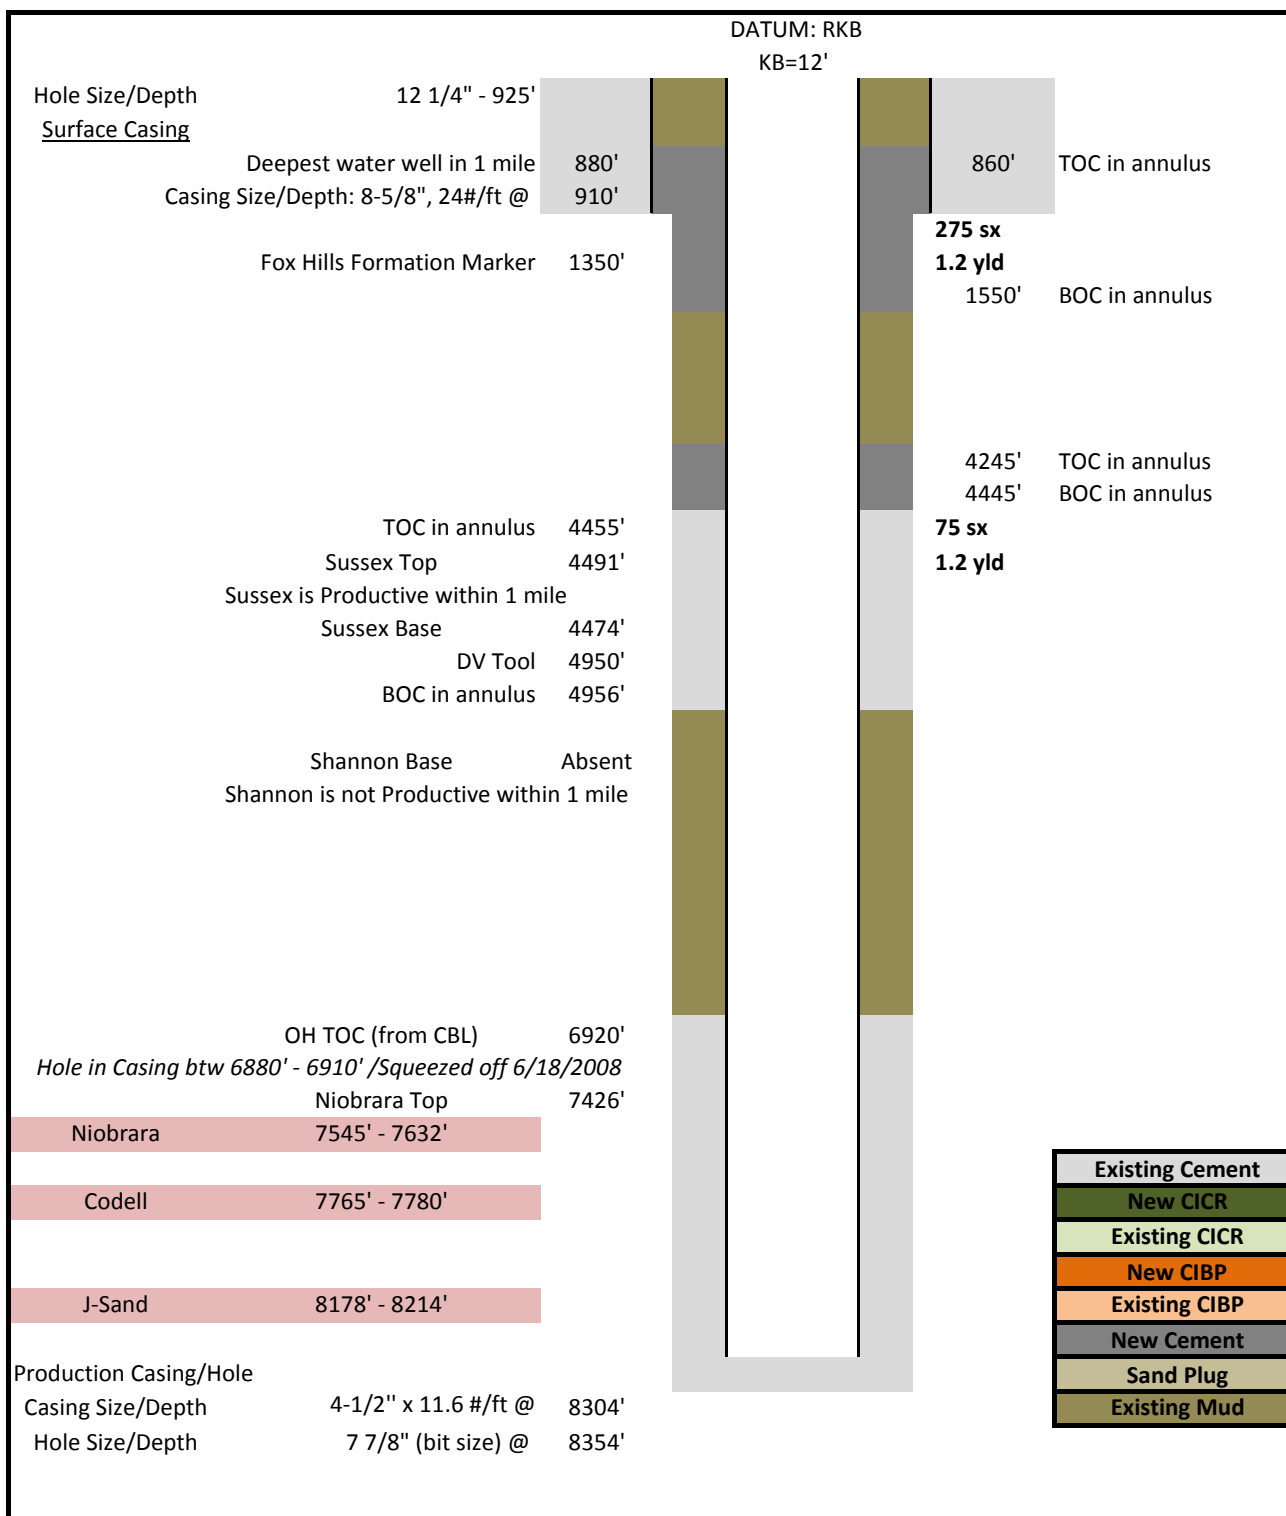 DATUM: RKB
KB=12'
Hole Size/Depth 12 1/4" - 925'
Surface Casing
Deepest water well in 1 mile 880' 860' TOC in annulus
Casing Size/Depth: 8-5/8", 24#/ft @ 910'
275 sx
Fox Hills Formation Marker 1350' 1.2 yld
1550' BOC in annulus
4245' TOC in annulus
4445' BOC in annulus
TOC in annulus 4455' 75 sx
Sussex Top 4491' 1.2 yld
Sussex is Productive within 1 mile
Sussex Base 4474'
DV Tool 4950'
BOC in annulus 4956'
Shannon Base Absent
Shannon is not Productive within 1 mile
OH TOC (from CBL) 6920'
Hole in Casing btw 6880' - 6910' /Squeezed off 6/18/2008
Niobrara Top 7426'
Niobrara 7545' - 7632'
Existing Cement
Codell 7765' - 7780' New CICR
Existing CICR
New CIBP
J-Sand 8178' - 8214' Existing CIBP
New Cement
Production Casing/Hole Sand Plug
Casing Size/Depth 4-1/2'' x 11.6 #/ft @ 8304' Existing Mud
Hole Size/Depth 7 7/8" (bit size) @ 8354'